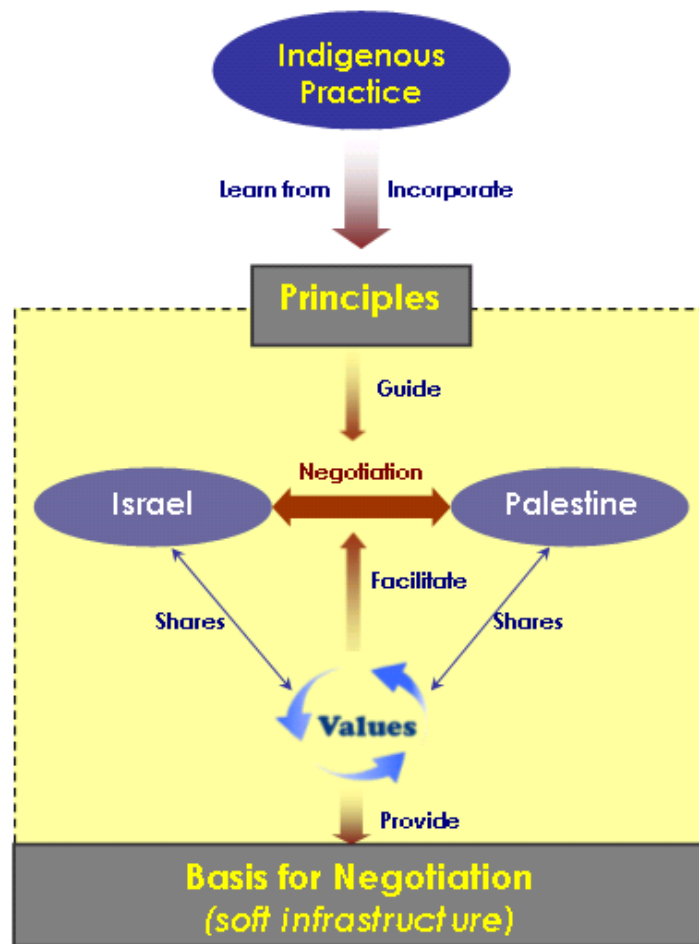 Indigenous
Practice
Learn from
Incorporate
Principles
Guide
Negotiation
Israel
Palestine
Facilitate
Shares
Shares
Values
Provide
Basis for Negotiation
(soft infrastructure)